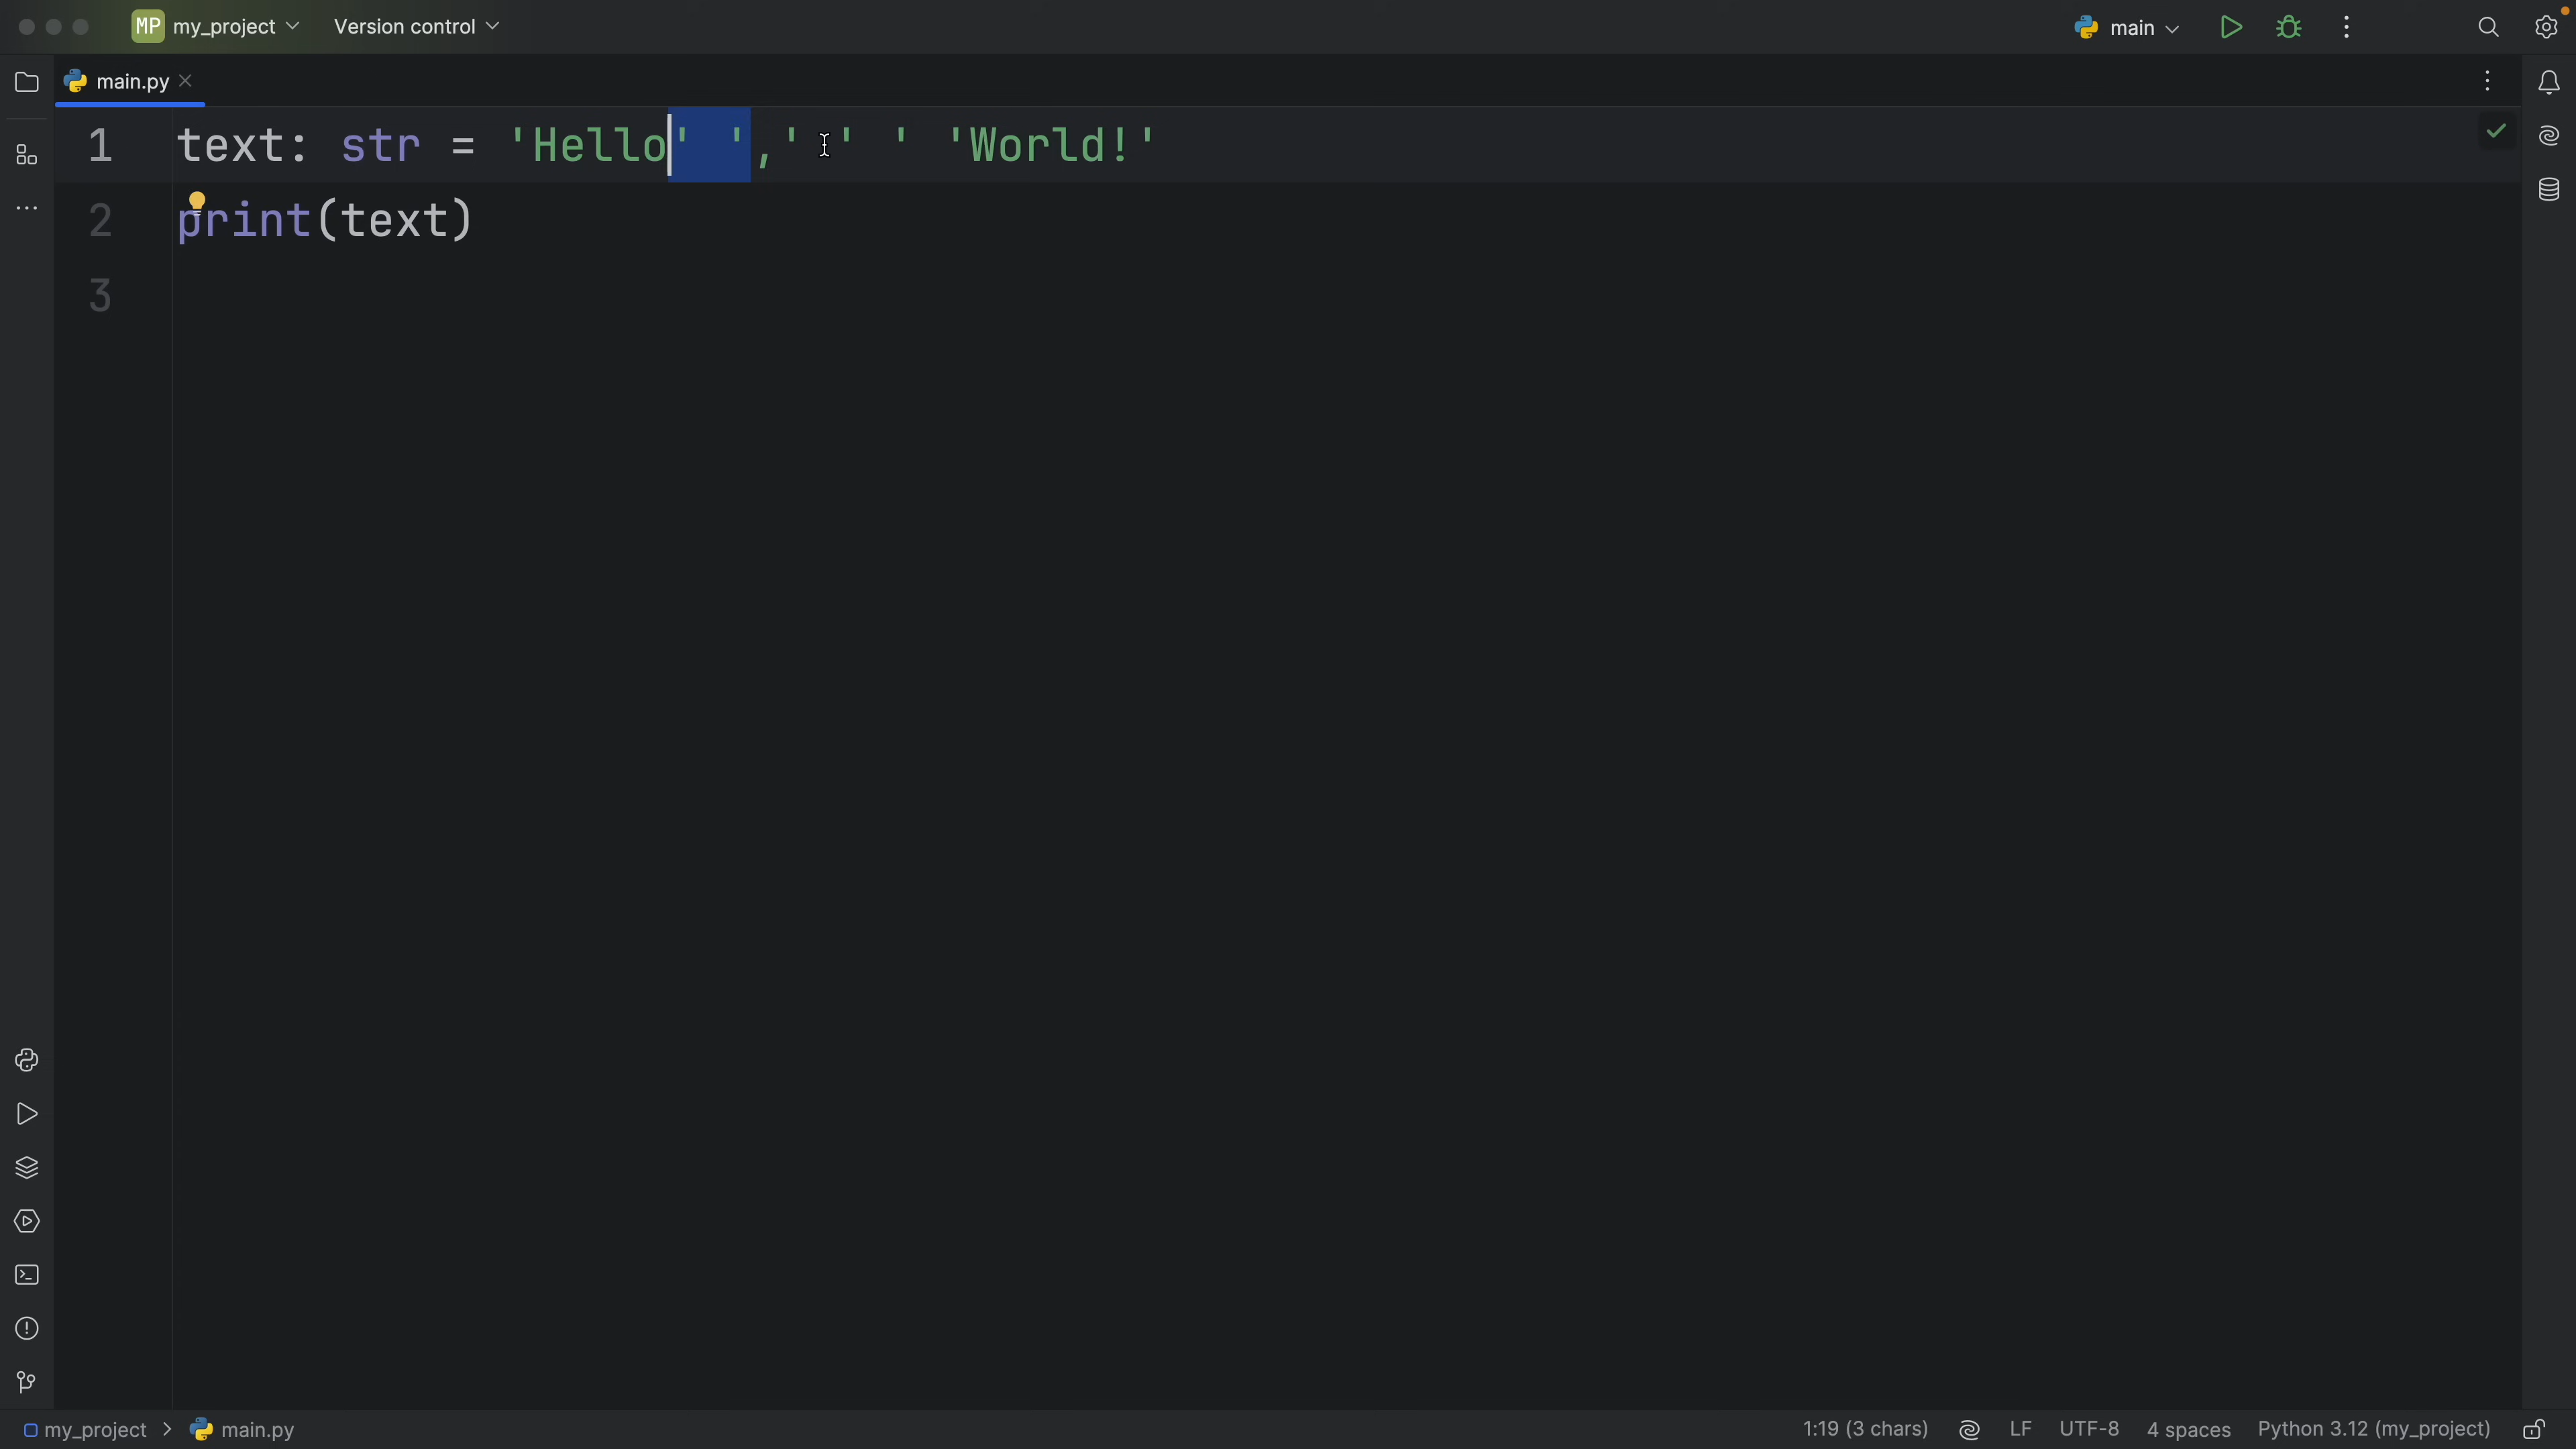 MP my_project Version control main
main.py
1 text: str = 'Hello' ',' ' ' 'World!'
2 print(text)
3
my_project > main.py 1:19 (3 chars) LF UTF-8 4 spaces Python 3.12 (my_project)